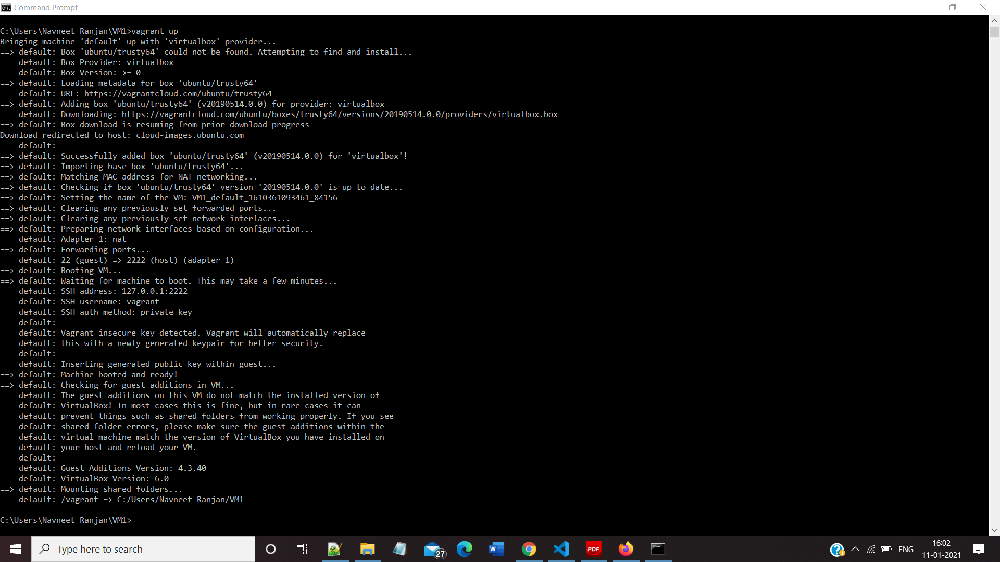 Command Prompt
C:\Users\Navneet Ranjan\VM1>vagrant up
Bringing machine 'default' up with 'virtualbox' provider...
==> default: Box 'ubuntu/trusty64' could not be found. Attempting to find and install...
    default: Box Provider: virtualbox
    default: Box Version: >= 0
==> default: Loading metadata for box 'ubuntu/trusty64'
    default: URL: https://vagrantcloud.com/ubuntu/trusty64
==> default: Adding box 'ubuntu/trusty64' (v20190514.0.0) for provider: virtualbox
    default: Downloading: https://vagrantcloud.com/ubuntu/boxes/trusty64/versions/20190514.0.0/providers/virtualbox.box
==> default: Box download is resuming from prior download progress
Download redirected to host: cloud-images.ubuntu.com
    default:
==> default: Successfully added box 'ubuntu/trusty64' (v20190514.0.0) for 'virtualbox'!
==> default: Importing base box 'ubuntu/trusty64'...
==> default: Matching MAC address for NAT networking...
==> default: Checking if box 'ubuntu/trusty64' version '20190514.0.0' is up to date...
==> default: Setting the name of the VM: VM1_default_1610361093461_84156
==> default: Clearing any previously set forwarded ports...
==> default: Clearing any previously set network interfaces...
==> default: Preparing network interfaces based on configuration...
    default: Adapter 1: nat
==> default: Forwarding ports...
    default: 22 (guest) => 2222 (host) (adapter 1)
==> default: Booting VM...
==> default: Waiting for machine to boot. This may take a few minutes...
    default: SSH address: 127.0.0.1:2222
    default: SSH username: vagrant
    default: SSH auth method: private key
    default:
    default: Vagrant insecure key detected. Vagrant will automatically replace
    default: this with a newly generated keypair for better security.
    default:
    default: Inserting generated public key within guest...
==> default: Machine booted and ready!
==> default: Checking for guest additions in VM...
    default: The guest additions on this VM do not match the installed version of
    default: VirtualBox! In most cases this is fine, but in rare cases it can
    default: prevent things such as shared folders from working properly. If you see
    default: shared folder errors, please make sure the guest additions within the
    default: virtual machine match the version of VirtualBox you have installed on
    default: your host and reload your VM.
    default:
    default: Guest Additions Version: 4.3.40
    default: VirtualBox Version: 6.0
==> default: Mounting shared folders...
    default: /vagrant => C:/Users/Navneet Ranjan/VM1
C:\Users\Navneet Ranjan\VM1>
Type here to search
27
W
PDF
ENG
16:02
11-01-2021